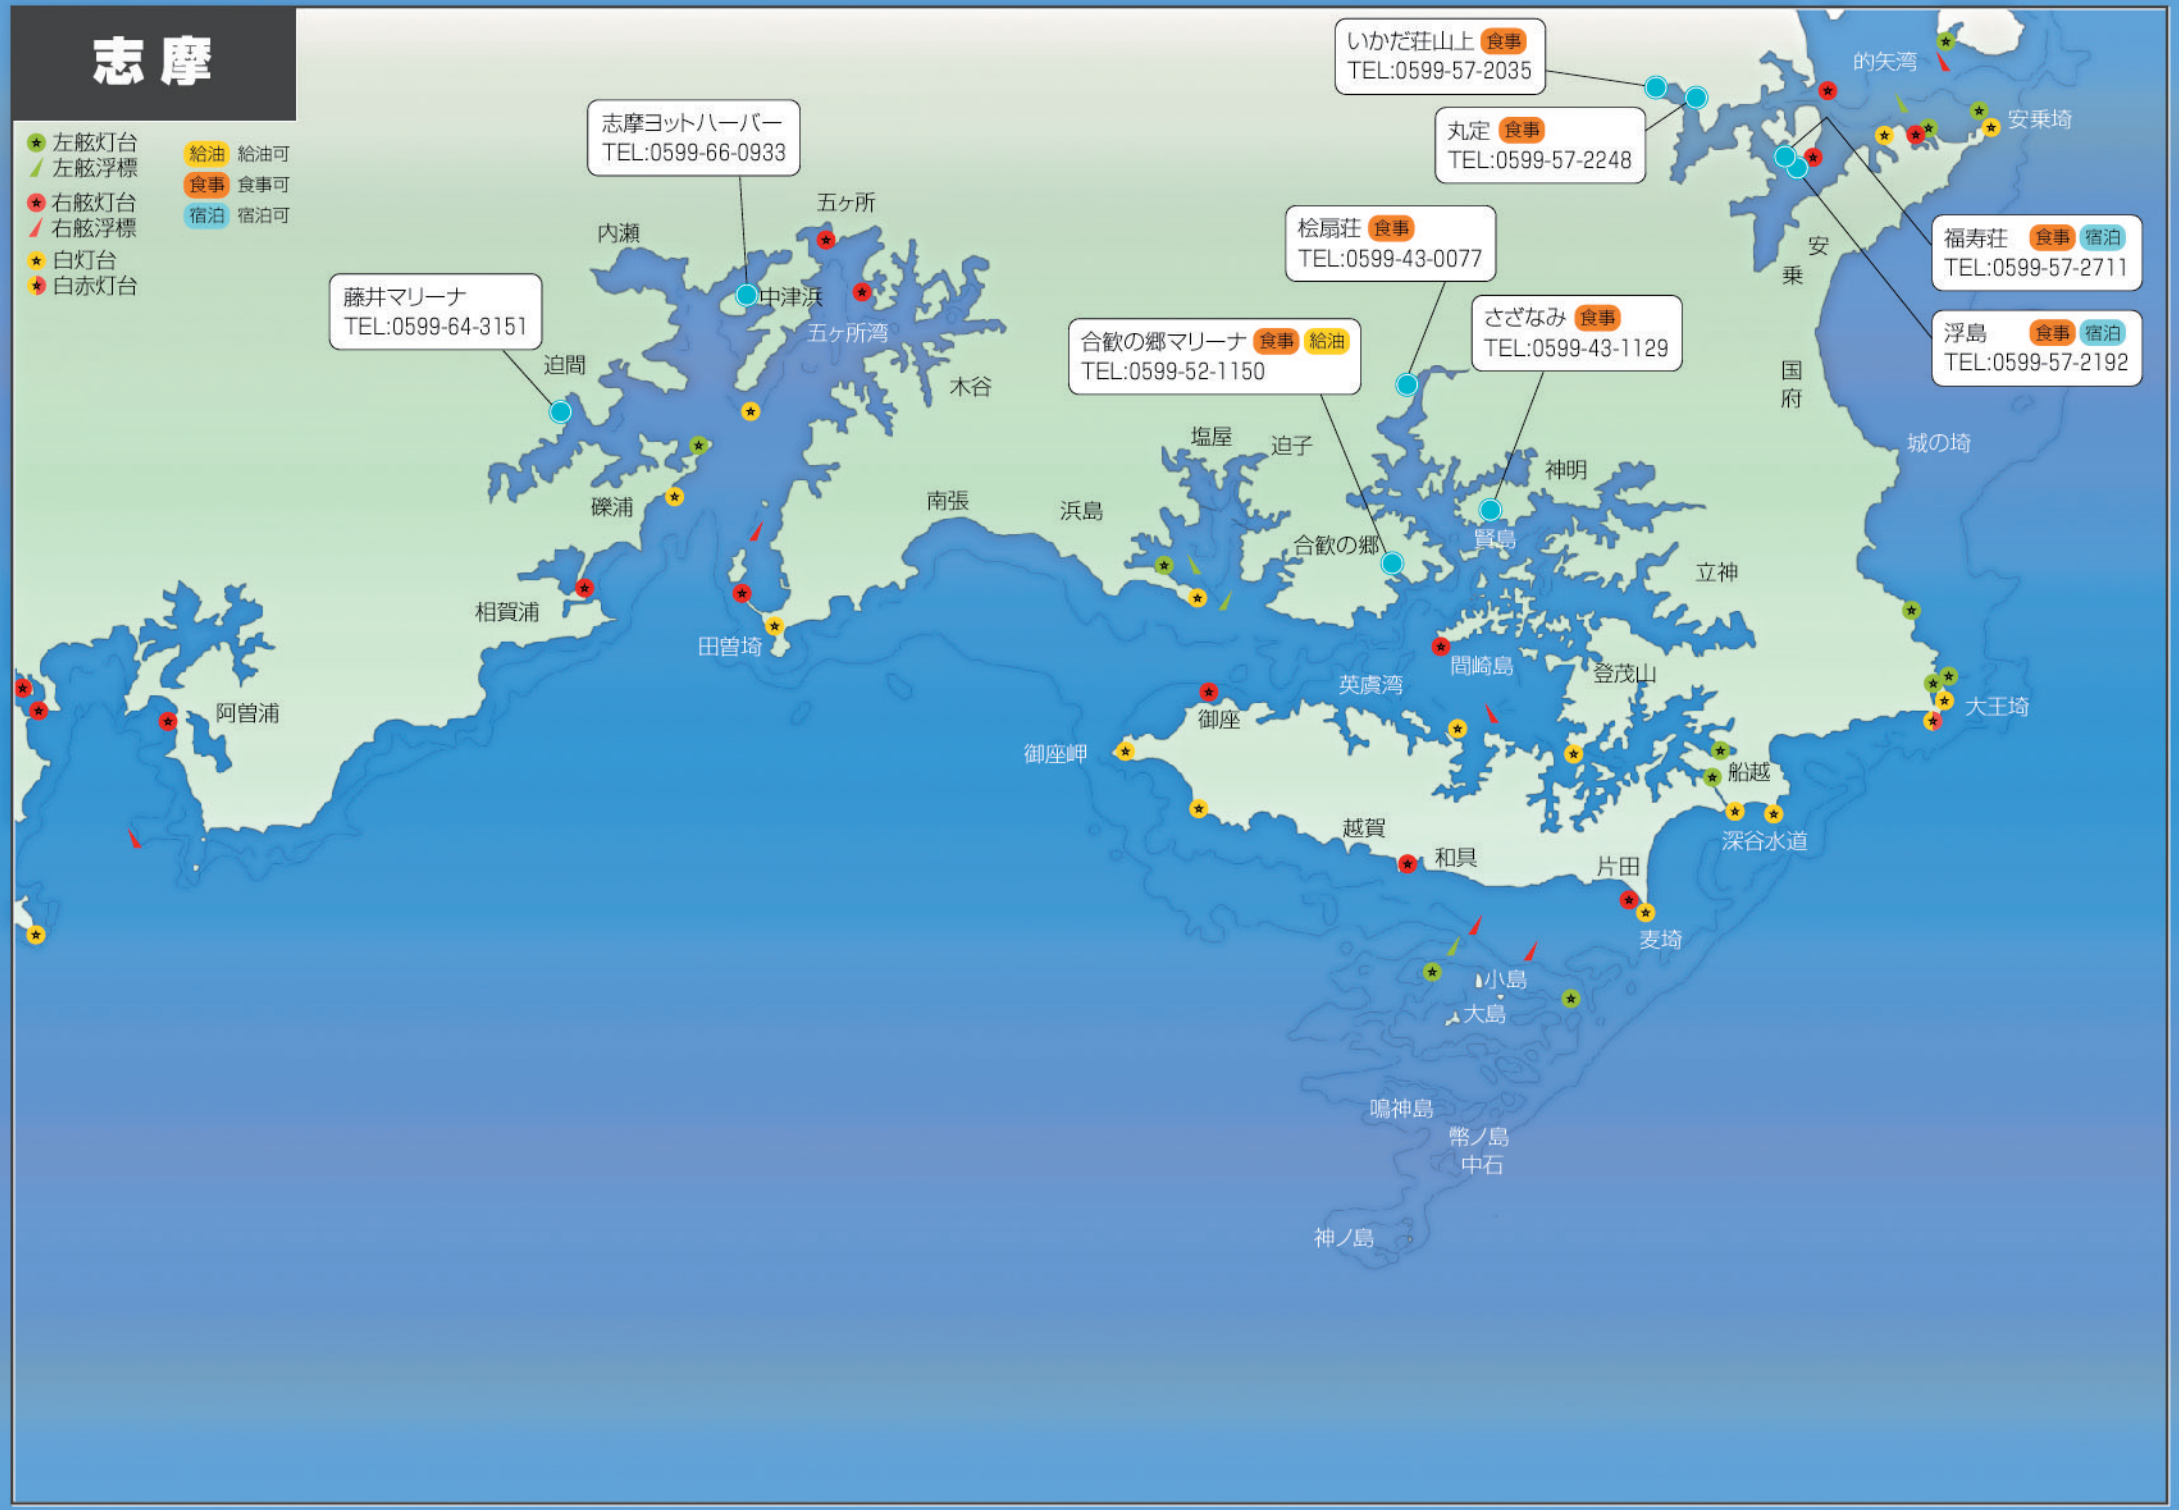 志摩
左舷灯台
左舷浮標
右舷灯台
右舷浮標
白灯台
白赤灯台
給油 給油可
食事 食事可
宿泊 宿泊可
いかだ荘山上 食事
TEL:0599-57-2035
丸定 食事
TEL:0599-57-2248
志摩ヨットハーバー
TEL:0599-66-0933
桧扇荘 食事
TEL:0599-43-0077
福寿荘 食事 宿泊
TEL:0599-57-2711
藤井マリーナ
TEL:0599-64-3151
合歓の郷マリーナ 食事 給油
TEL:0599-52-1150
さざなみ 食事
TEL:0599-43-1129
浮島 食事 宿泊
TEL:0599-57-2192
的矢湾
安乗埼
安乗
国府
城の埼
五ヶ所
内瀬
中津浜
五ヶ所湾
迫間
木谷
礫浦
南張
浜島
塩屋
迫子
神明
賢島
合歓の郷
立神
相賀浦
田曽埼
間崎島
登茂山
英虞湾
阿曽浦
御座
御座岬
大王埼
船越
深谷水道
越賀
和具
片田
麦埼
小島
大島
鳴神島
幣ノ島
中石
神ノ島